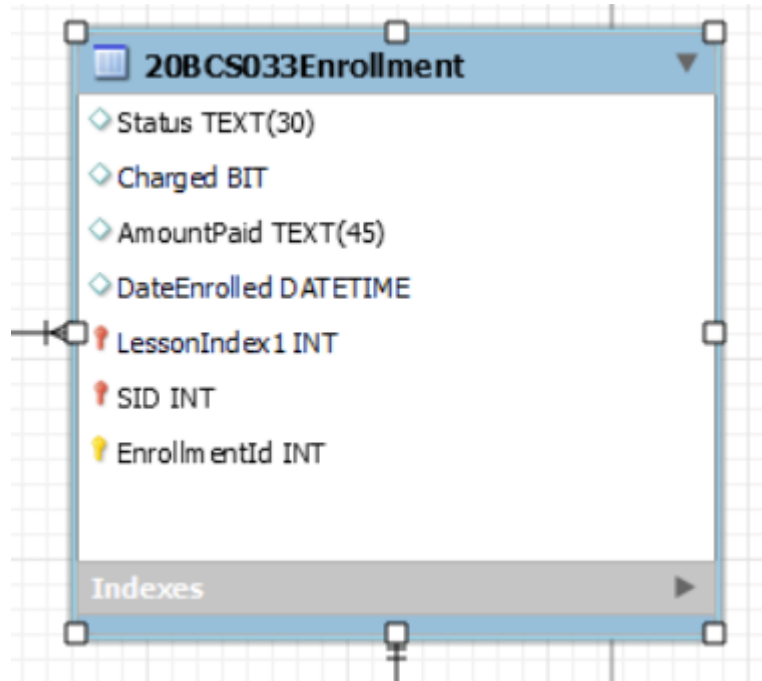 20BCS033Enrollment
Status TEXT(30)
Charged BIT
AmountPaid TEXT(45)
DateEnrolled DATETIME
LessonIndex1 INT
SID INT
EnrollmentId INT
Indexes